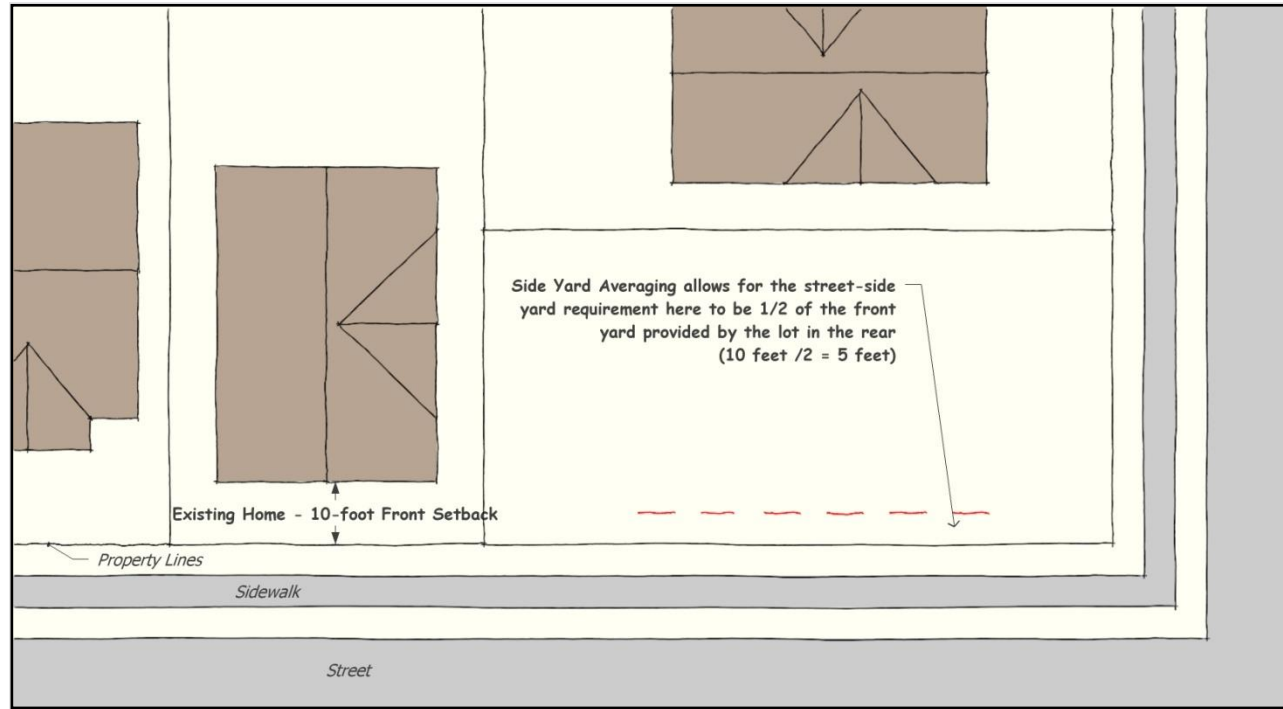 Side Yard Averaging allows for the street-side
yard requirement here to be 1/2 of the front
yard provided by the lot in the rear
(10 feet /2 = 5 feet)
Existing Home - 10-foot Front Setback
Property Lines
Sidewalk
Street